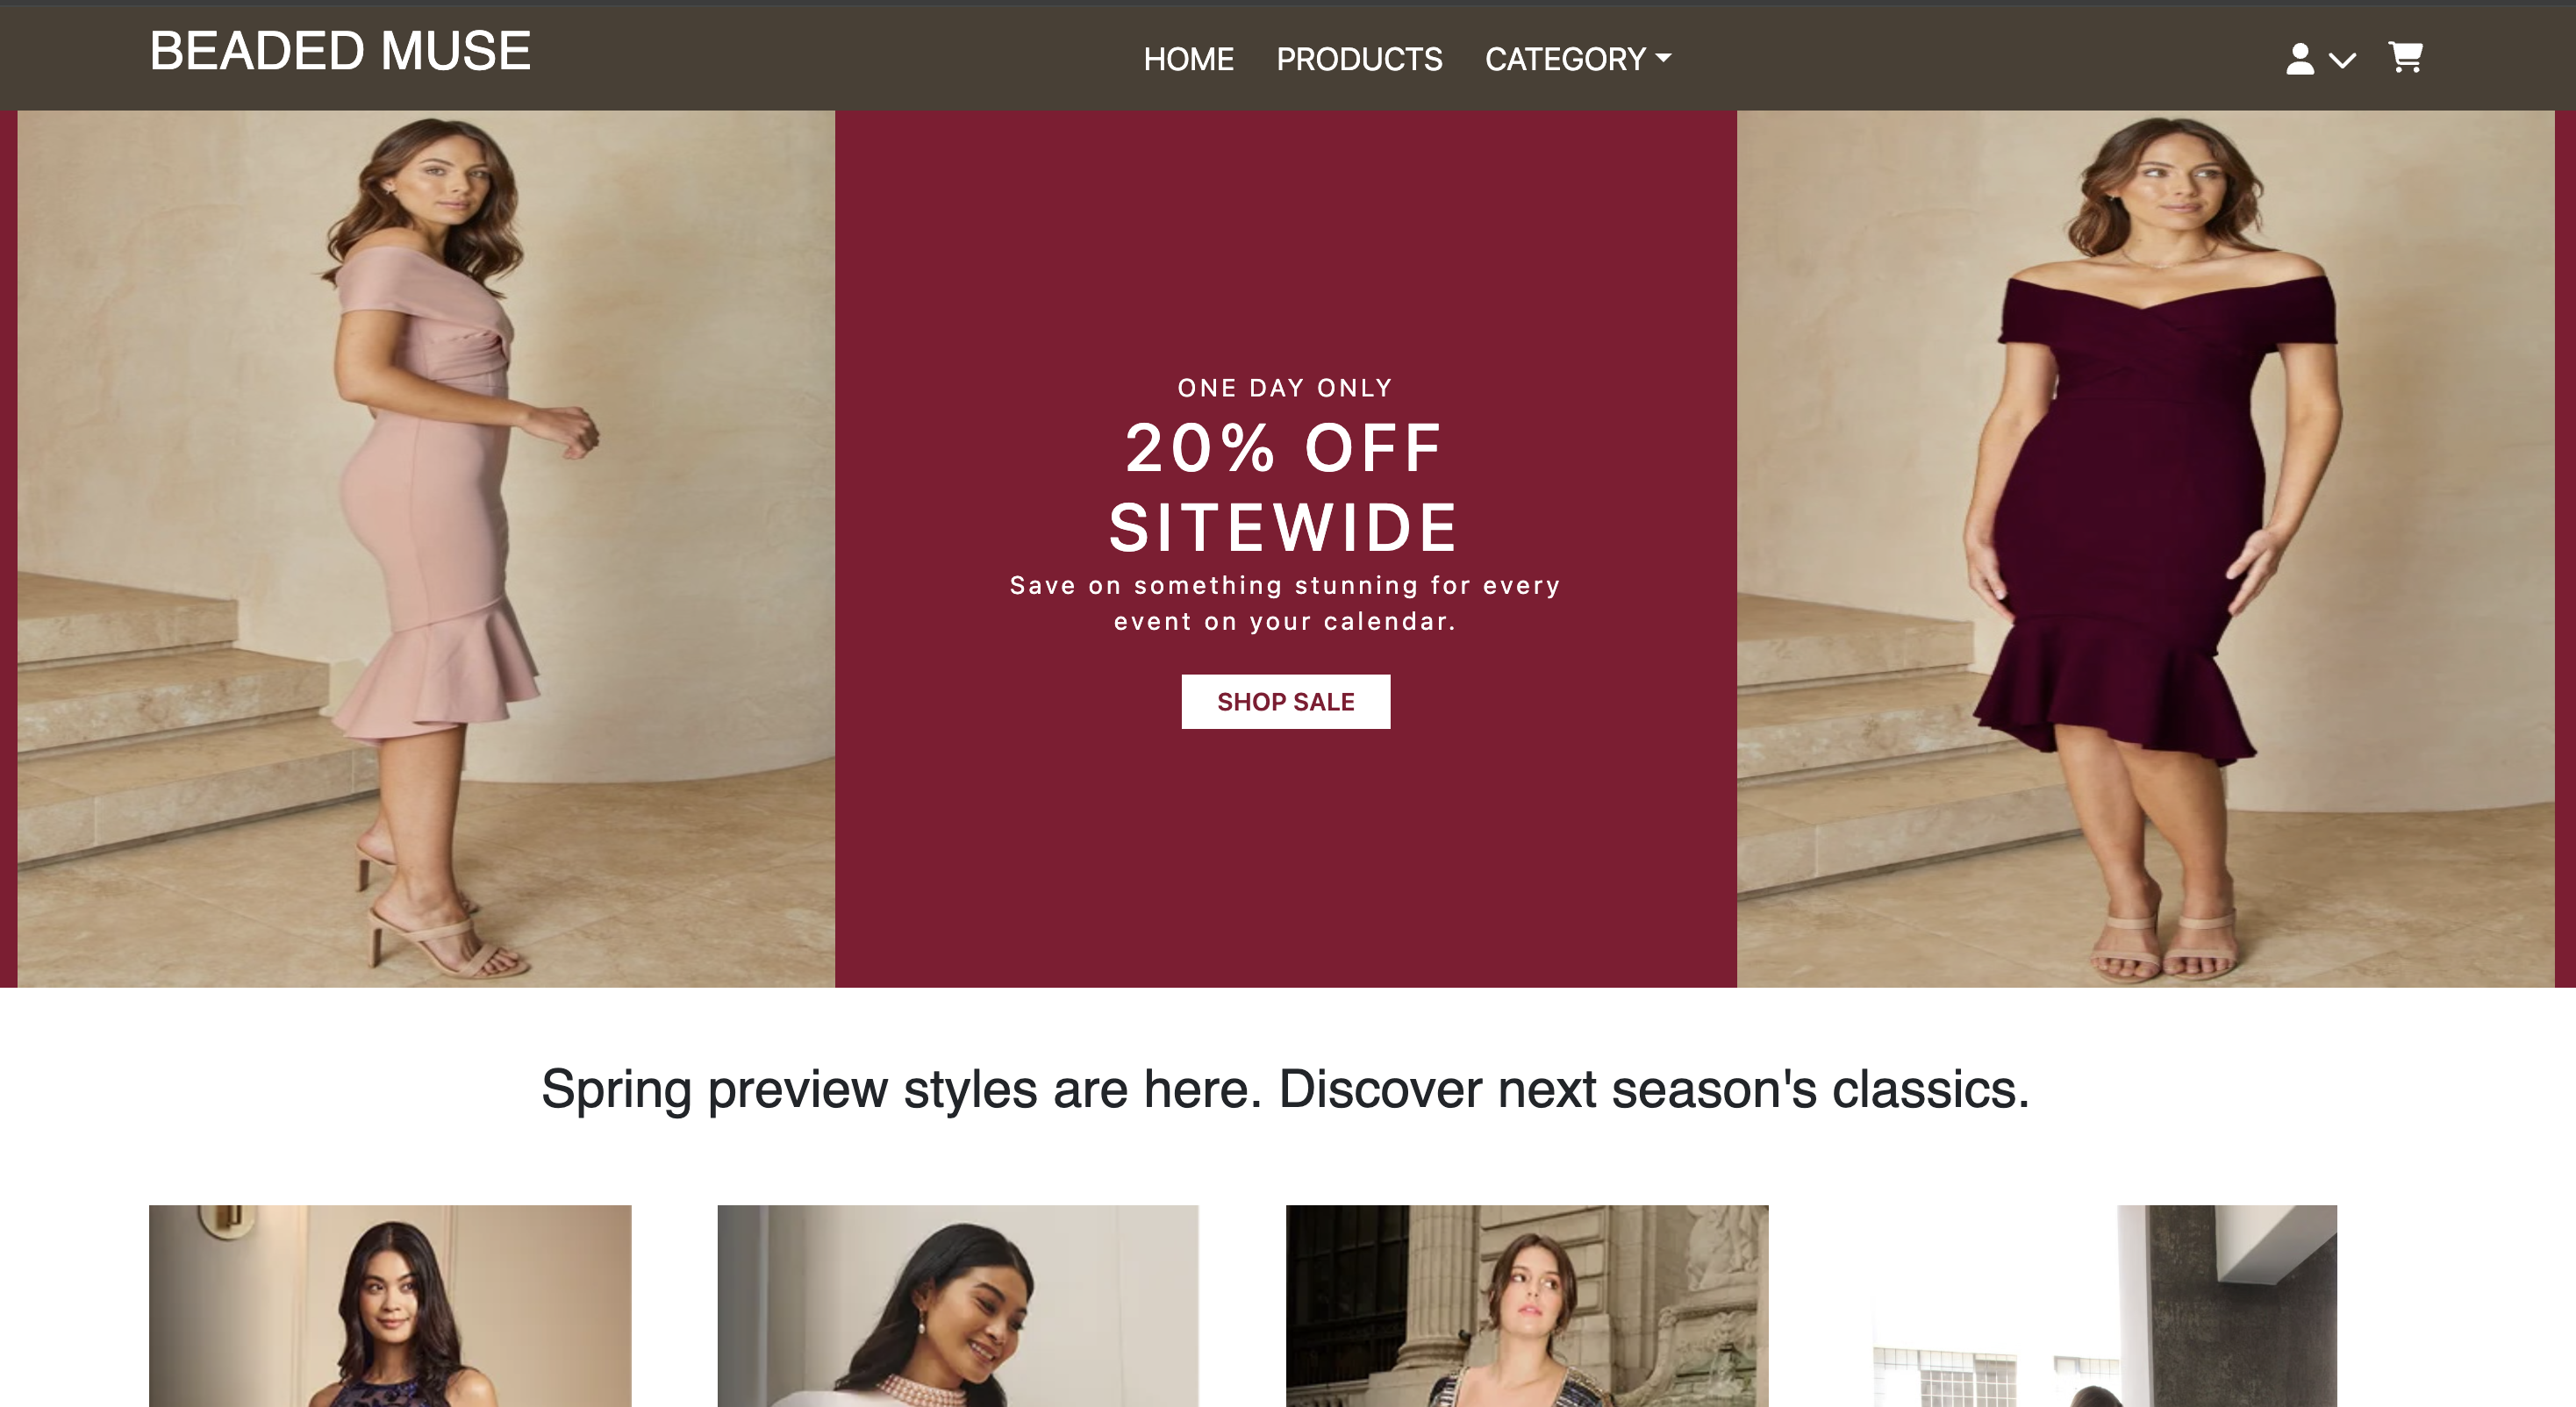 BEADED MUSE
HOME PRODUCTS CATEGORY
ONE DAY ONLY
20% OFF
SITEWIDE
Save on something stunning for every
event on your calendar.
SHOP SALE
Spring preview styles are here. Discover next season's classics.